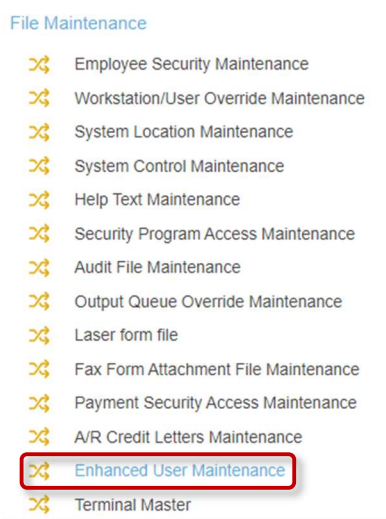 File Maintenance
Employee Security Maintenance
Workstation/User Override Maintenance
System Location Maintenance
System Control Maintenance
Help Text Maintenance
Security Program Access Maintenance
Audit File Maintenance
Output Queue Override Maintenance
Laser form file
Fax Form Attachment File Maintenance
Payment Security Access Maintenance
A/R Credit Letters Maintenance
Enhanced User Maintenance
Terminal Master